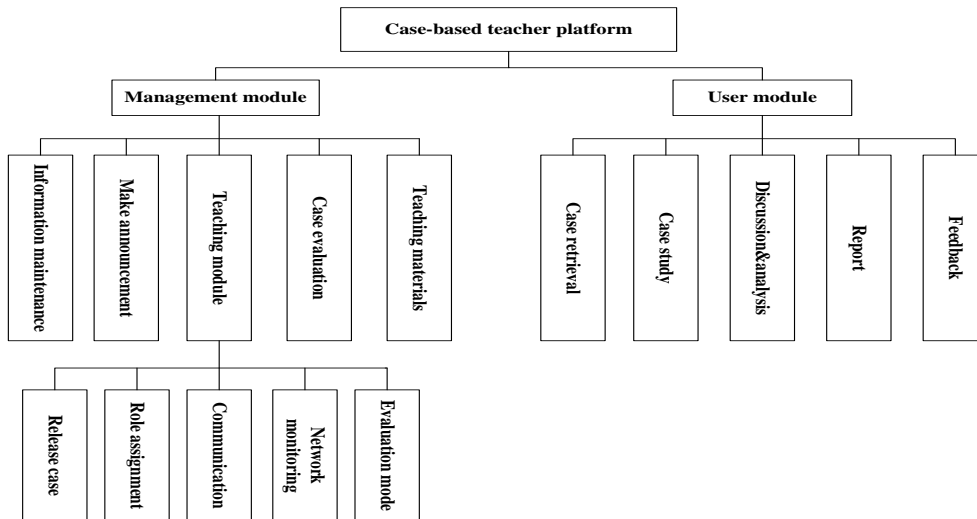 Case-based teacher platform
Management module
User module
Information maintenance
Make announcement
Teaching module
Case evaluation
Teaching materials
Case retrieval
Case study
Discussion&analysis
Report
Feedback
Release case
Role assignment
Communication
Network
monitoring
Evaluation mode